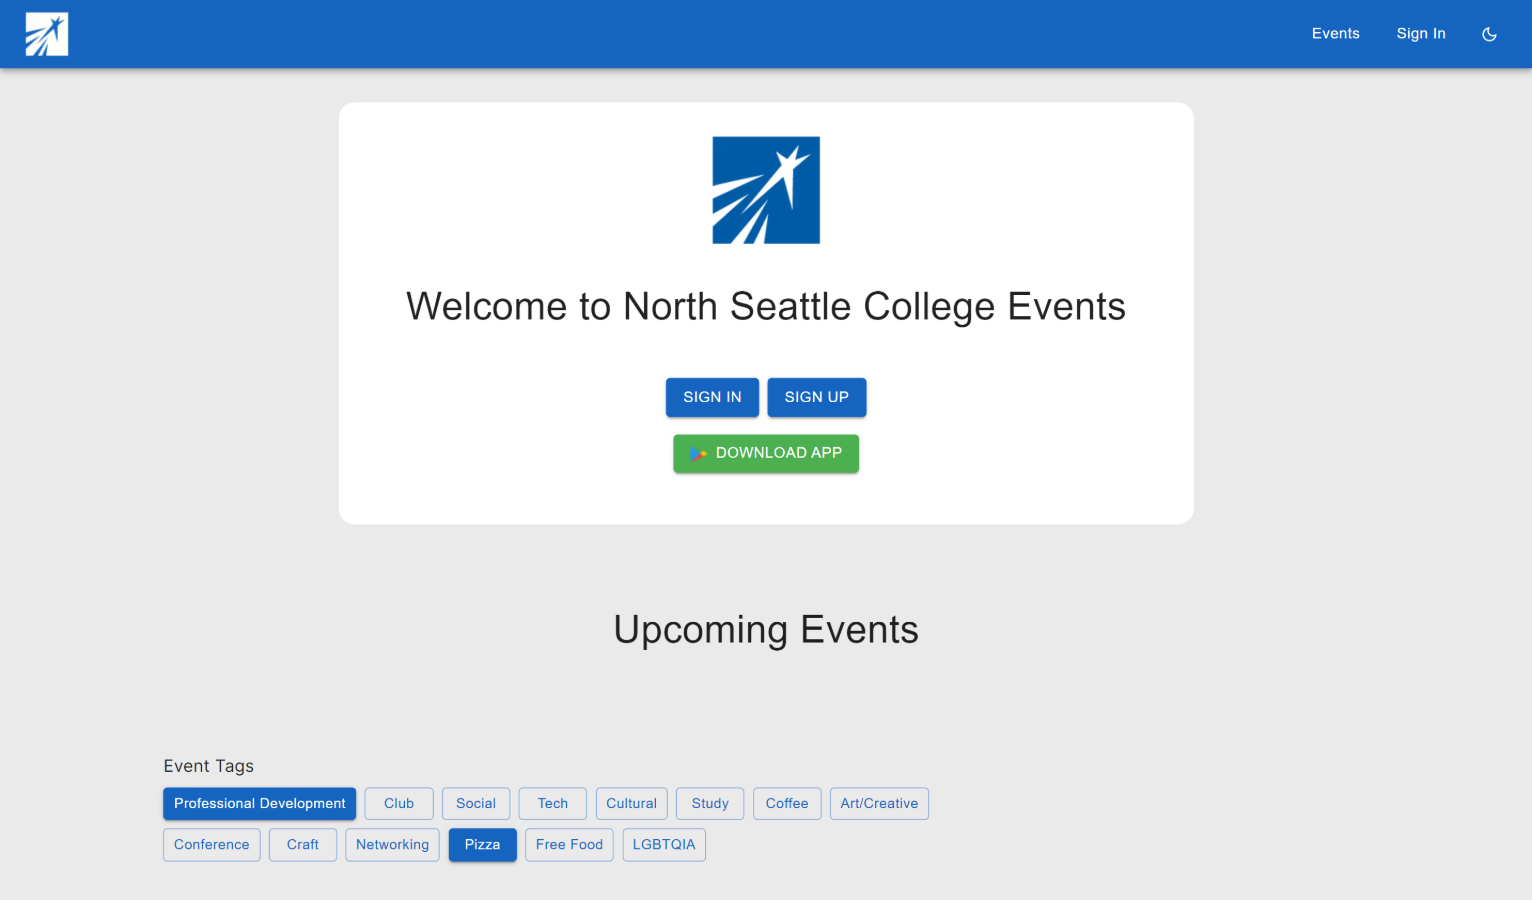 Events Sign In
Welcome to North Seattle College Events
SIGN IN SIGN UP
DOWNLOAD APP
Upcoming Events
Event Tags
Professional Development Club Social Tech Cultural Study Coffee Art/Creative
Conference Craft Networking Pizza Free Food LGBTQIA